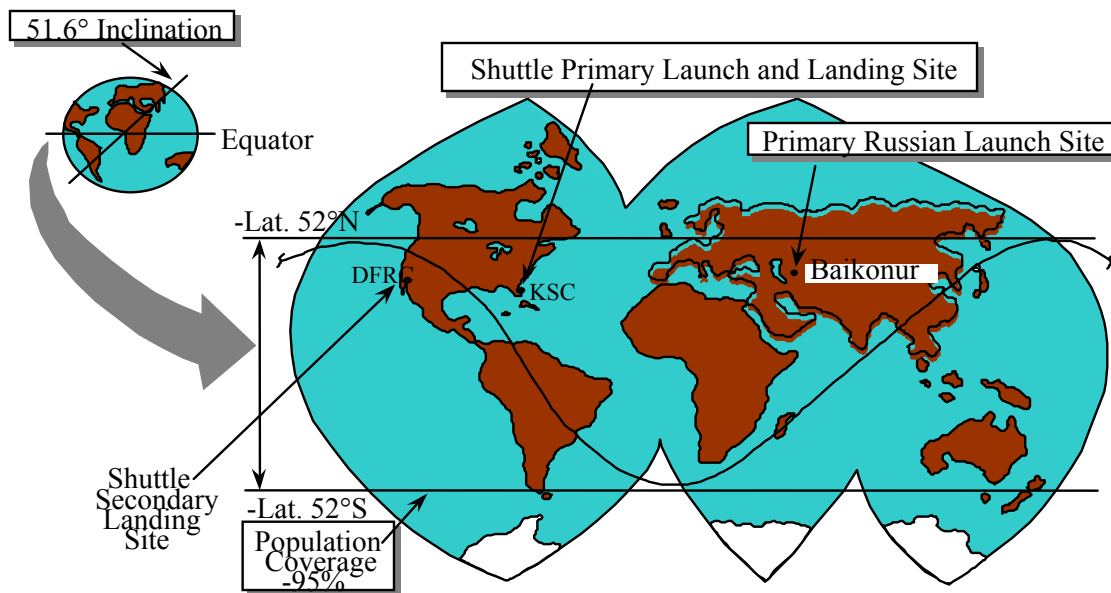 51.6° Inclination
Shuttle Primary Launch and Landing Site
Equator
Primary Russian Launch Site
-Lat. 52°N
DFRC
KSC
Baikonur
Shuttle
Secondary
Landing
Site
-Lat. 52°S
Population
Coverage
-95%